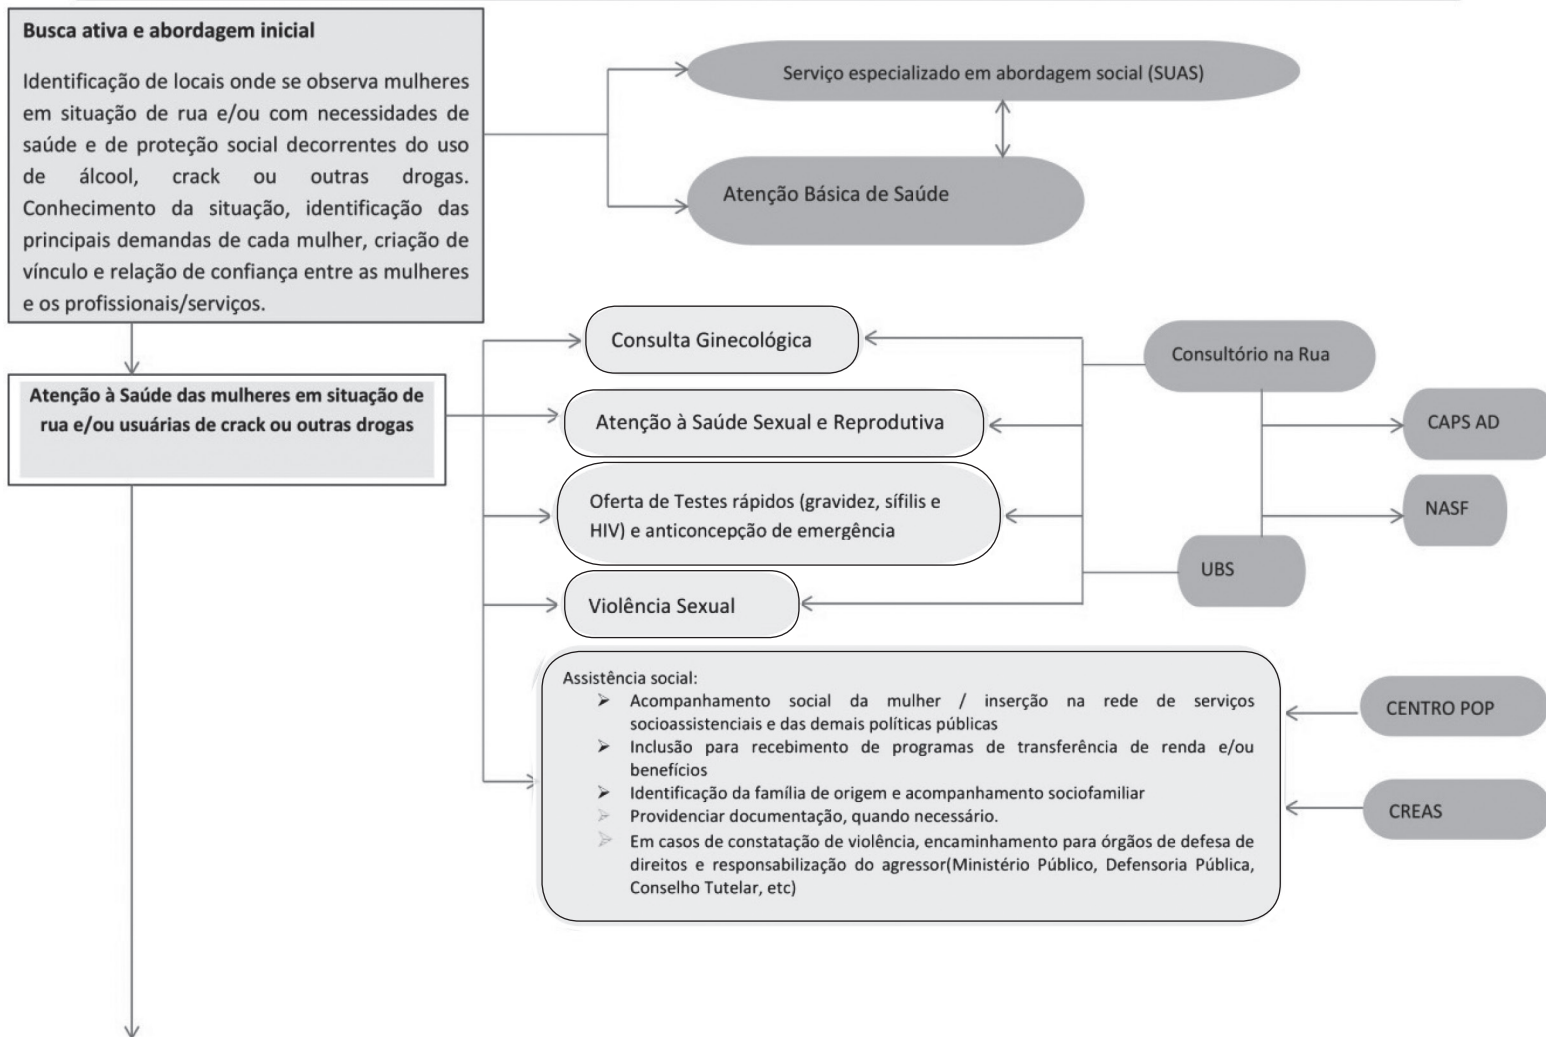 Busca ativa e abordagem inicial
Identificação de locais onde se observa mulheres
em situação de rua e/ou com necessidades de
saúde e de proteção social decorrentes do uso
de álcool, crack ou outras drogas.
Conhecimento da situação, identificação das
principais demandas de cada mulher, criação de
vínculo e relação de confiança entre as mulheres
e os profissionais/serviços.
Serviço especializado em abordagem social (SUAS)
Atenção Básica de Saúde
Atenção à Saúde das mulheres em situação de
rua e/ou usuárias de crack ou outras drogas
Consulta Ginecológica
Atenção à Saúde Sexual e Reprodutiva
Oferta de Testes rápidos (gravidez, sífilis e
HIV) e anticoncepção de emergência
Violência Sexual
Consultório na Rua
CAPS AD
NASF
UBS
Assistência social:
➢ Acompanhamento social da mulher / inserção na rede de serviços
socioassistenciais e das demais políticas públicas
➢ Inclusão para recebimento de programas de transferência de renda e/ou
benefícios
➢ Identificação da família de origem e acompanhamento sociofamiliar
➢ Providenciar documentação, quando necessário.
➢ Em casos de constatação de violência, encaminhamento para órgãos de defesa de
direitos e responsabilização do agressor(Ministério Público, Defensoria Pública,
Conselho Tutelar, etc)
CENTRO POP
CREAS